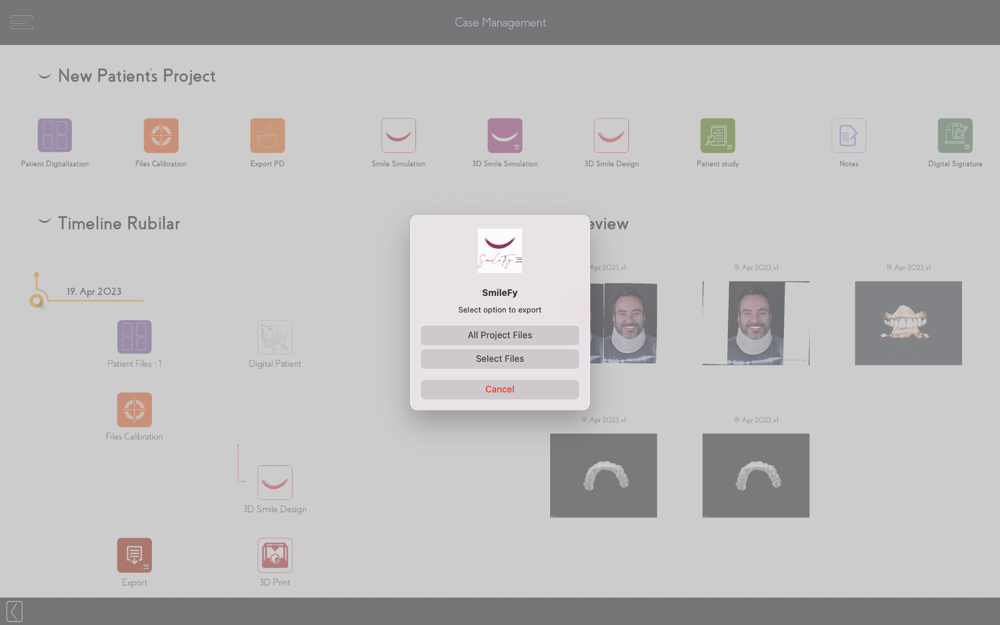 Case Management
New Patient's Project
Patient Digitalization
Files Calibration
Export PD
Smile Simulation
3D Smile Simulation
3D Smile Design
Patient study
Notes
Digital Signature
Timeline Rubilar
eview
19. Apr 2023
Patient Files - 1
Digital Patient
Files Calibration
3D Smile Design
Export
3D Print
SmileFy
SmileFy
Select option to export
All Project Files
Select Files
Cancel
Apr 2023_v1
19. Apr 2023_v1
19. Apr 2023_v1
19. Apr 2023_v1
19. Apr 2023_v1